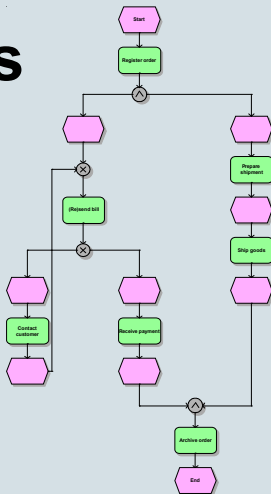 s
Start
Register order
Prepare
shipment
(Re)send bill
Ship goods
Contact
customer
Receive payment
Archive order
End